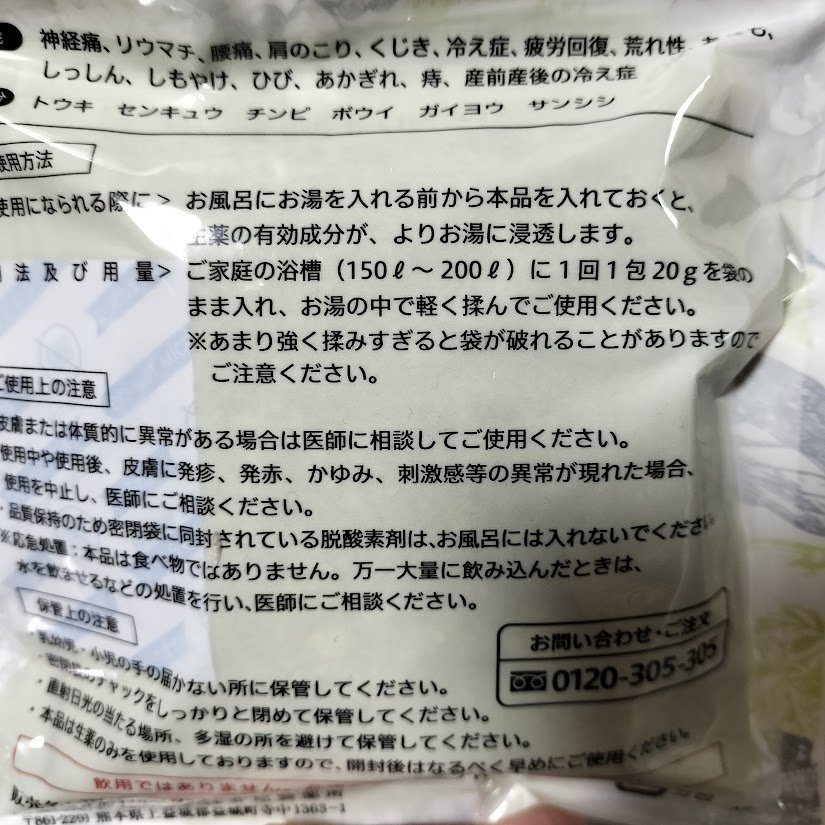 神経痛、リウマチ、腰痛、肩のこり、くじき、冷え症、疲労回復、荒れ性、
しっしん、しもやけ、ひび、あかぎれ、痔、産前産後の冷え症
トウキ センキュウ チンピ ボウイ ガイヨウ サンシシ
使用方法
使用になられる際に> お風呂にお湯を入れる前から本品を入れておくと、
生薬の有効成分が、よりお湯に浸透します。
法及び用量> ご家庭の浴槽（150ℓ～200ℓ）に1回1包20gを袋の
まま入れ、お湯の中で軽く揉んでご使用ください。
※あまり強く揉みすぎると袋が破れることがありますので
ご注意ください。
ご使用上の注意
皮膚または体質的に異常がある場合は医師に相談してご使用ください。
使用中や使用後、皮膚に発疹、発赤、かゆみ、刺激感等の異常が現れた場合、
使用を中止し、医師にご相談ください。
・品質保持のため密閉袋に同封されている脱酸素剤は、お風呂には入れないでください
※応急処置：本品は食べ物ではありません。万一大量に飲み込んだときは、
水を飲ませるなどの処置を行い、医師にご相談ください。
保管上の注意
・乳幼児・小児の手の届かない所に保管してください。
・密閉袋のチャックをしっかりと閉めて保管してください。
・直射日光の当たる場所、多湿の所を避けて保管してください。
・本品は生薬のみを使用しておりますので、開封後はなるべく早めにご使用ください
お問い合わせ・ご注文
0120-305-305
飲用ではありません
〒861-2201 熊本県上益城郡益城町寺中1363-1